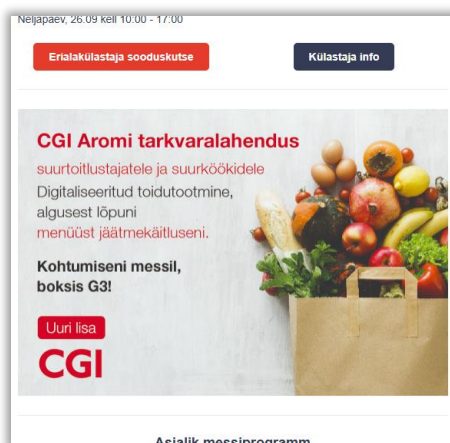 Neljapäev, 26.09 kell 10:00 - 17:00
Erialakülastaja sooduskutse
Külastaja info
CGI Aromi tarkvaralahendus
suurtoitlustajatele ja suurköökidele
Digitaliseeritud toidutootmine,
algusest lõpuni
menüüst jäätmekäitluseni.
Kohtumiseni messil,
boksis G3!
Uuri lisa
CGI
Asjalik messiprogramm